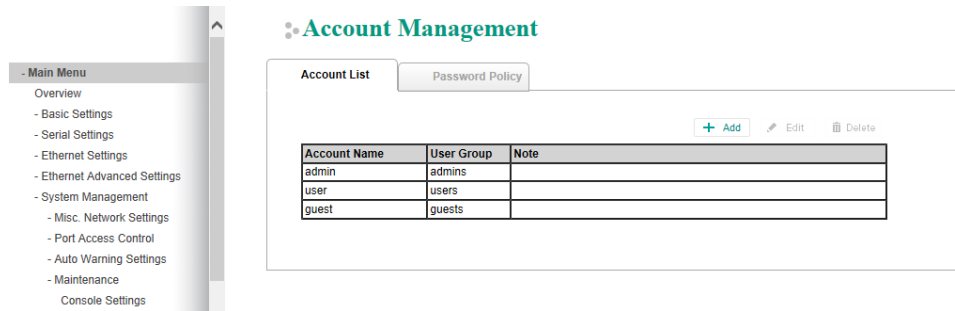 Account Management
- Main Menu
Overview
- Basic Settings
- Serial Settings
- Ethernet Settings
- Ethernet Advanced Settings
- System Management
- Misc. Network Settings
- Port Access Control
- Auto Warning Settings
- Maintenance
Console Settings
Account List Password Policy
+ Add Edit Delete
Account Name User Group Note
admin admins
user users
guest guests